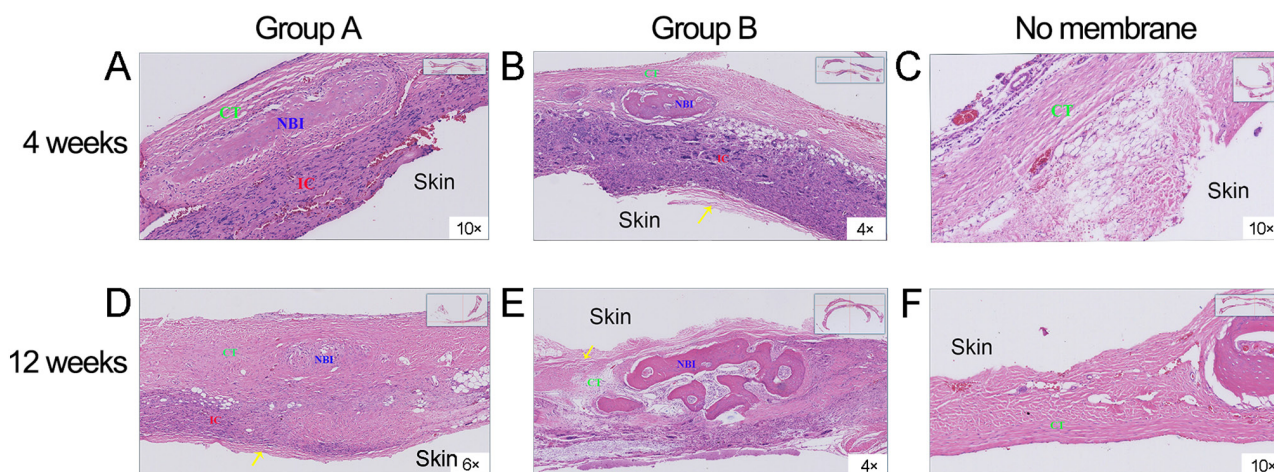 Group A
Group B
No membrane
4 weeks
A
CT
NBI
IC
Skin
10×
B
CT
NBI
IC
Skin
4×
C
CT
Skin
10×
12 weeks
D
CT
NBI
IC
Skin
6×
E
Skin
NBI
CT
4×
F
Skin
CT
10×